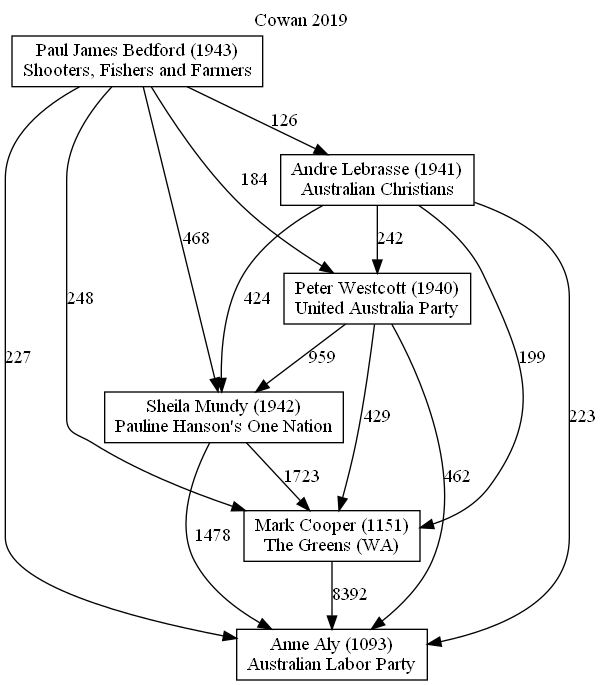 Cowan 2019
Paul James Bedford (1943)
Shooters, Fishers and Farmers
126
Andre Lebrasse (1941)
Australian Christians
184
468
242
424
248
199
227
223
Peter Westcott (1940)
United Australia Party
959
429
462
Sheila Mundy (1942)
Pauline Hanson's One Nation
1723
1478
Mark Cooper (1151)
The Greens (WA)
8392
Anne Aly (1093)
Australian Labor Party